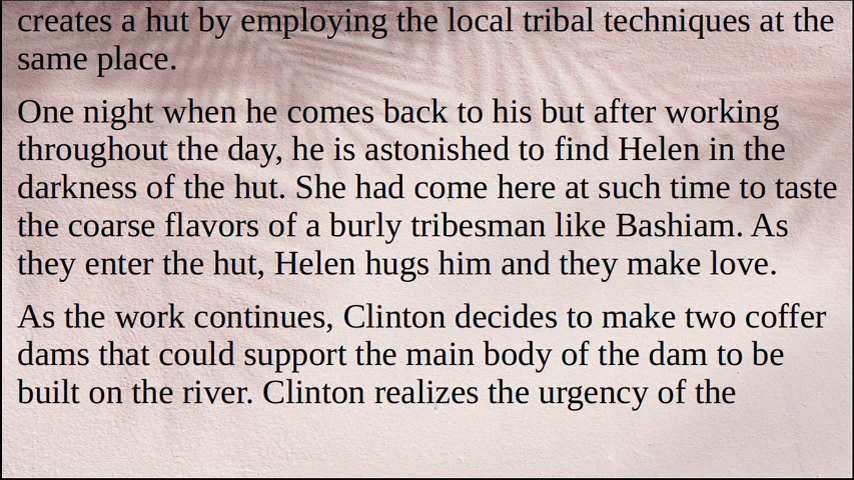 creates a hut by employing the local tribal techniques at the
same place.
One night when he comes back to his but after working
throughout the day, he is astonished to find Helen in the
darkness of the hut. She had come here at such time to taste
the coarse flavors of a burly tribesman like Bashiam. As
they enter the hut, Helen hugs him and they make love.
As the work continues, Clinton decides to make two coffer
dams that could support the main body of the dam to be
built on the river. Clinton realizes the urgency of the